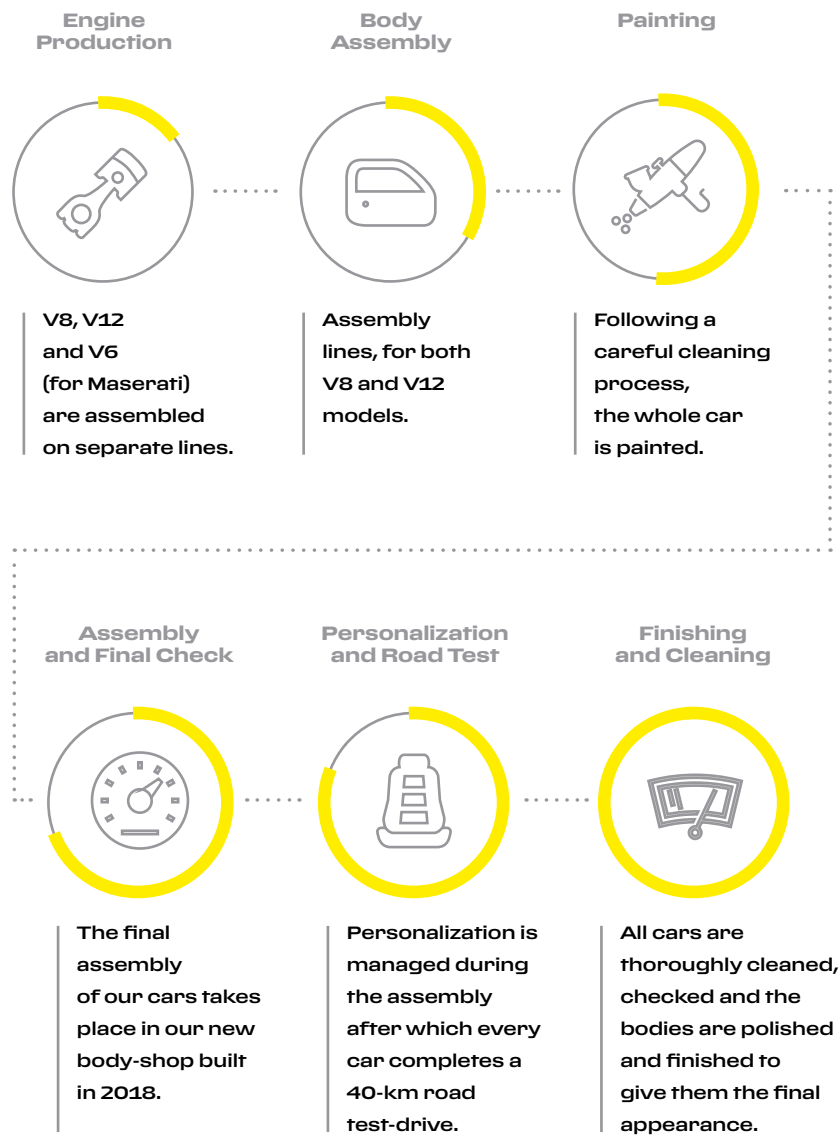 Engine
Production
V8, V12
and V6
(for Maserati)
are assembled
on separate lines.
Body
Assembly
Assembly
lines, for both
V8 and V12
models.
Painting
Following a
careful cleaning
process,
the whole car
is painted.
Assembly
and Final Check
The final
assembly
of our cars takes
place in our new
body-shop built
in 2018.
Personalization
and Road Test
Personalization is
managed during
the assembly
after which every
car completes a
40-km road
test-drive.
Finishing
and Cleaning
All cars are
thoroughly cleaned,
checked and the
bodies are polished
and finished to
give them the final
appearance.